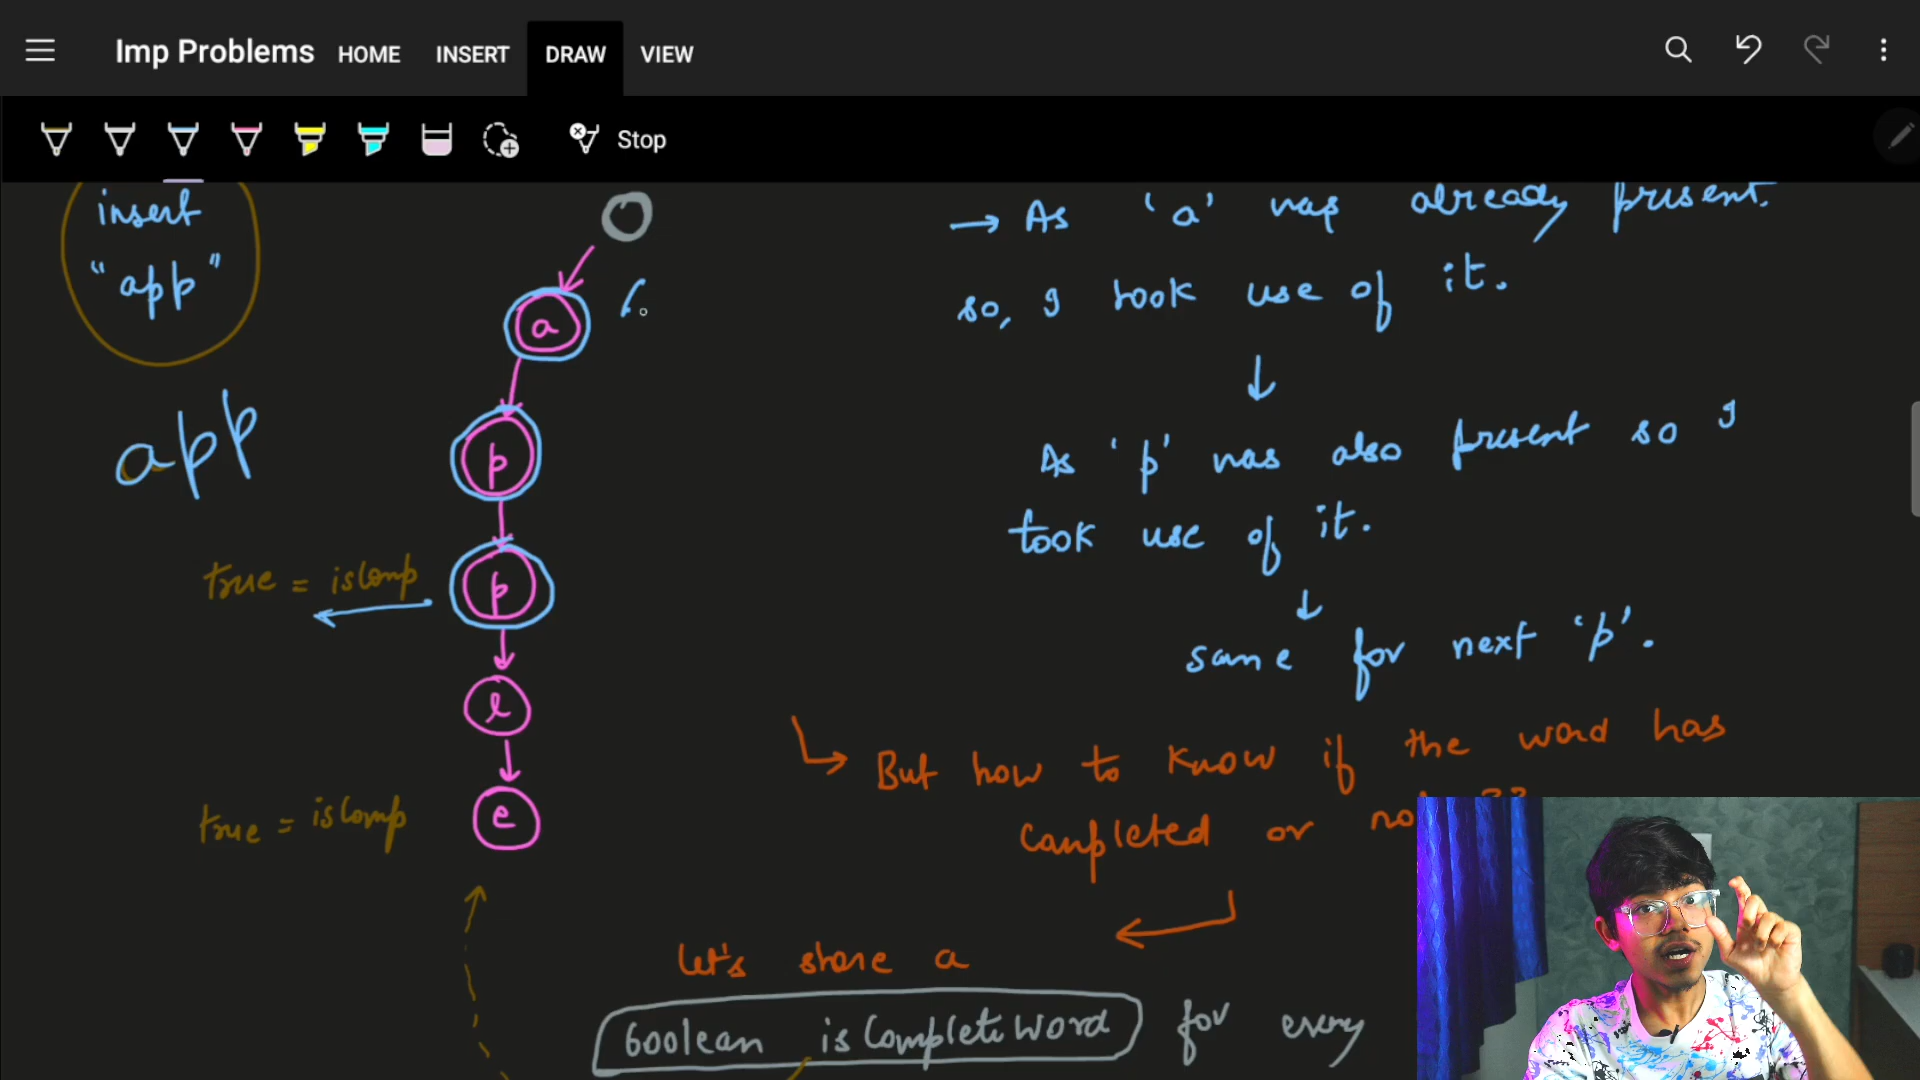 Imp Problems HOME INSERT DRAW VIEW
Stop
insert
"app"
app
a
p
p
l
e
true = isComp
true = isComp
→ As 'a' was already present.
so, I took use of it.
↓
As 'p' was also present so I
took use of it.
↓
same for next 'p'.
But how to know if the word has
completed or
let's store a
boolean isCompleteWord for every